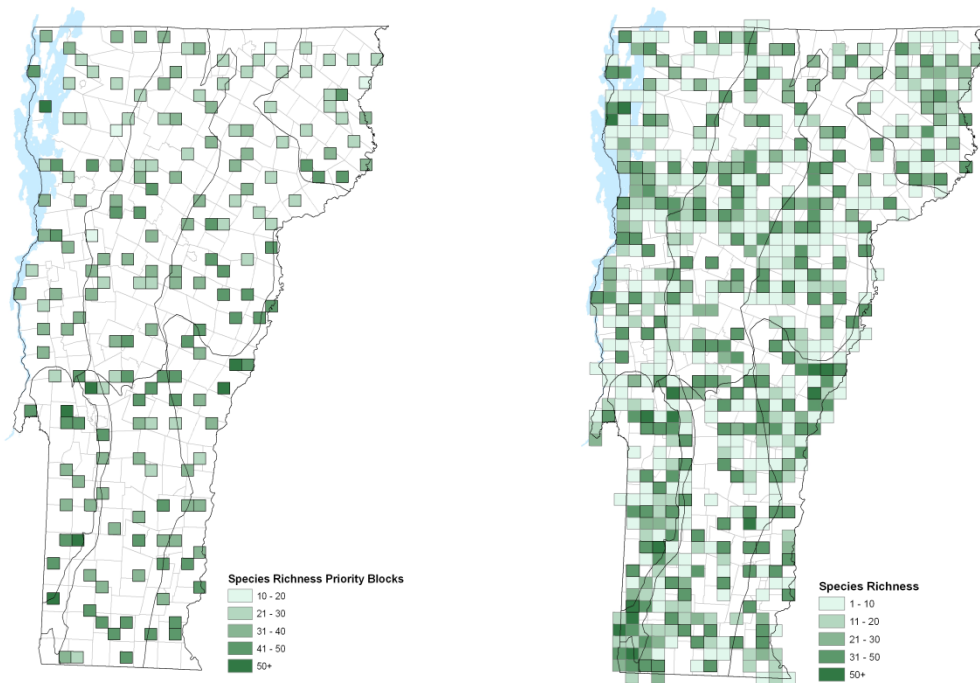 Species Richness Priority Blocks
10 - 20
21 - 30
31 - 40
41 - 50
50+
Species Richness
1 - 10
11 - 20
21 - 30
31 - 50
50+